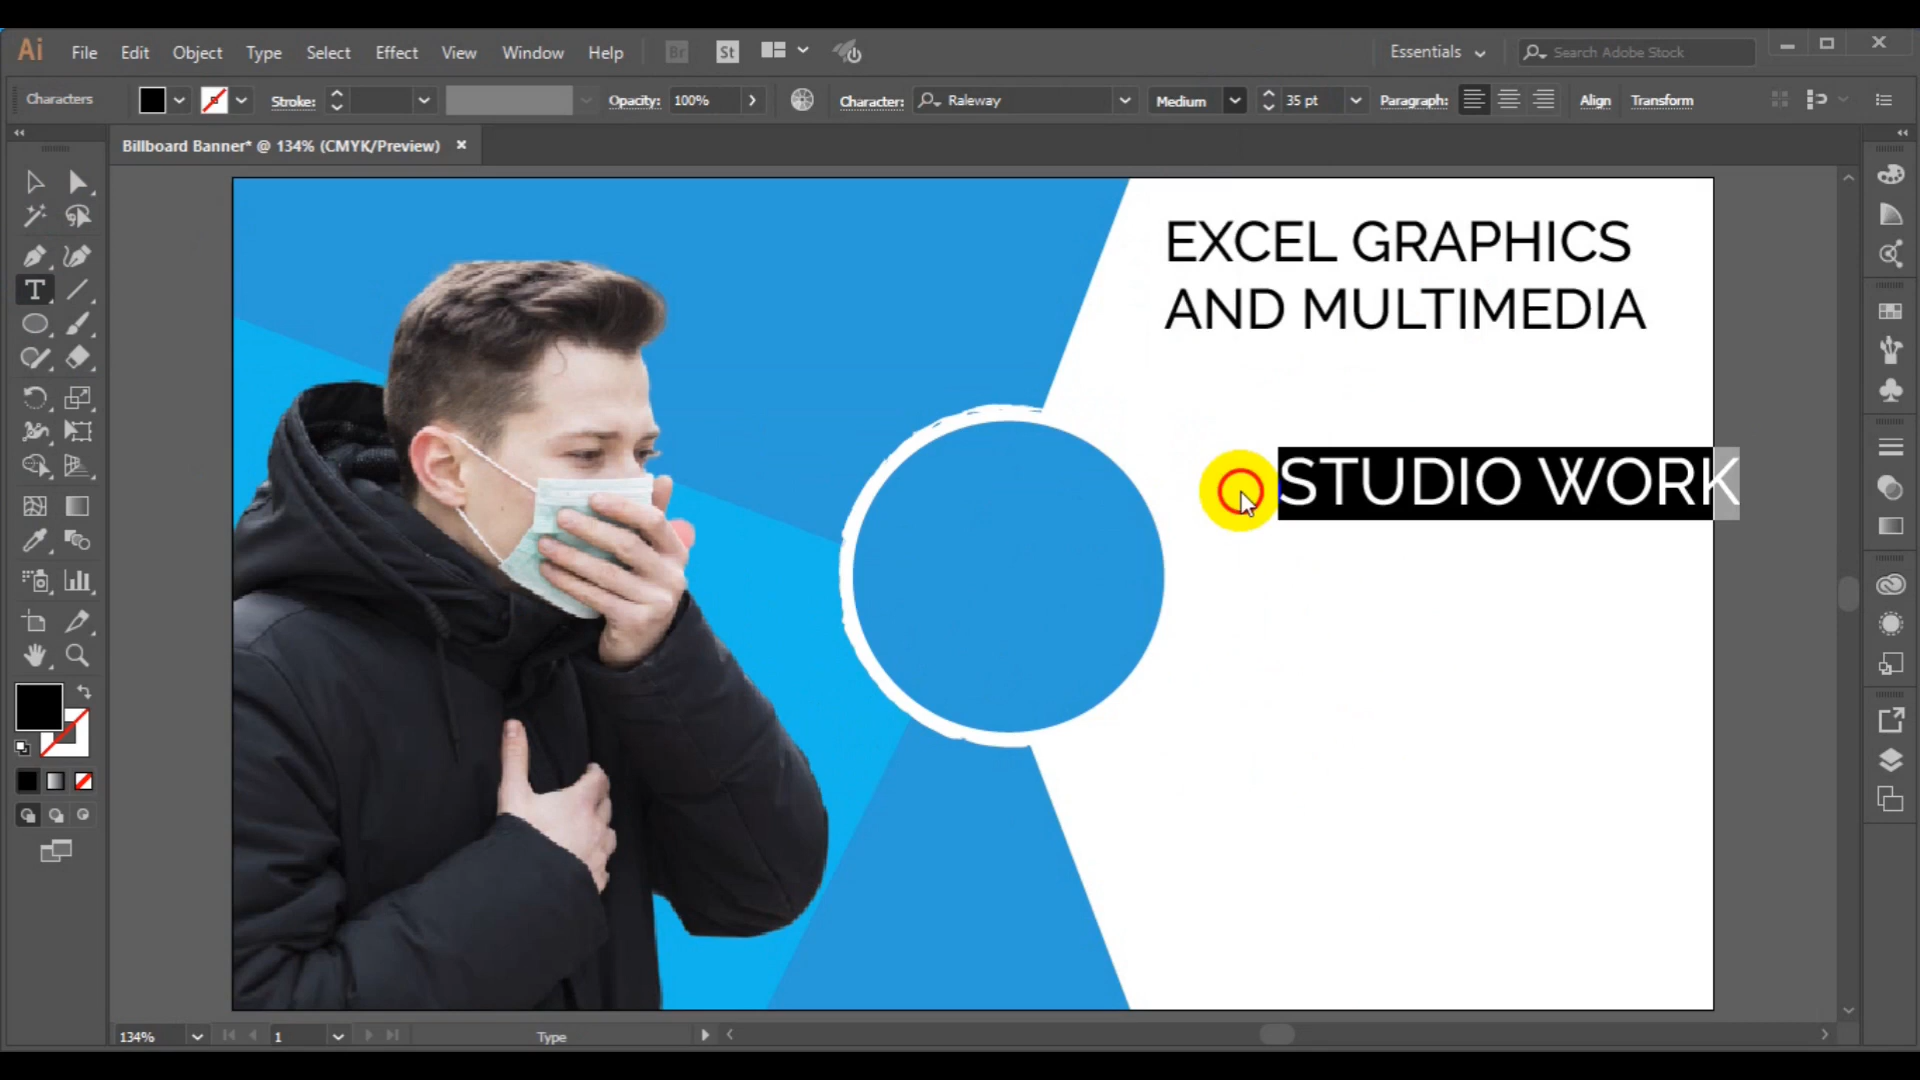 Ai File Edit Object Type Select Effect View Window Help Br St Essentials Search Adobe Stock
Characters Stroke: Opacity: 100% Character: Raleway Medium 35 pt Paragraph: Align Transform
Billboard Banner* @ 134% (CMYK/Preview)
EXCEL GRAPHICS
AND MULTIMEDIA
STUDIO WORK
134% 1 Type